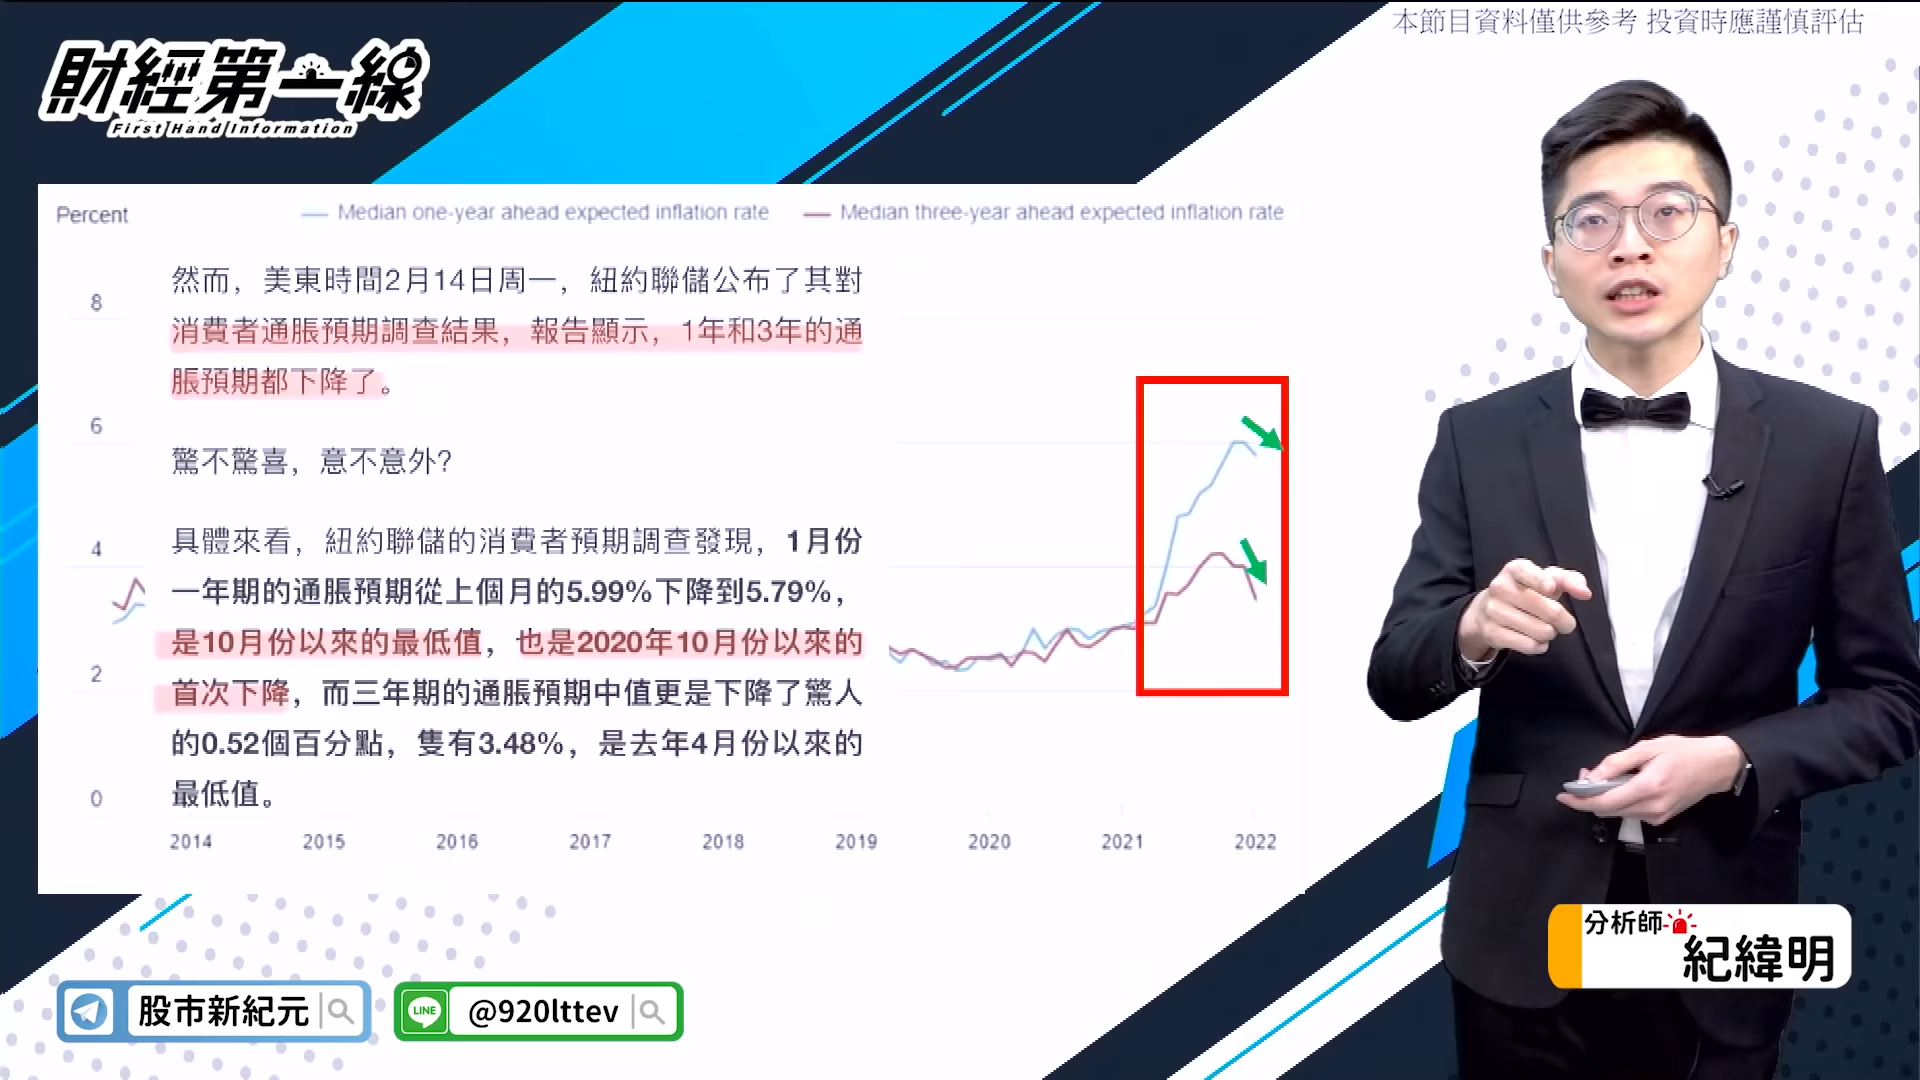 本節目資料僅供參考 投資時應謹慎評估
財經第一線
First Hand Information
Percent
Median one-year ahead expected inflation rate
Median three-year ahead expected inflation rate
然而，美東時間2月14日周一，紐約聯儲公布了其對
消費者通脹預期調查結果，報告顯示，1年和3年的通
脹預期都下降了。
驚不驚喜，意不意外?
具體來看，紐約聯儲的消費者預期調查發現，1月份
一年期的通脹預期從上個月的5.99%下降到5.79%，
是10月份以來的最低值，也是2020年10月份以來的
首次下降，而三年期的通脹預期中值更是下降了驚人
的0.52個百分點，隻有3.48%，是去年4月份以來的
最低值。
8
6
4
2
0
2014 2015 2016 2017 2018 2019 2020 2021 2022
分析師
紀緯明
股市新紀元
LINE
@920lttev